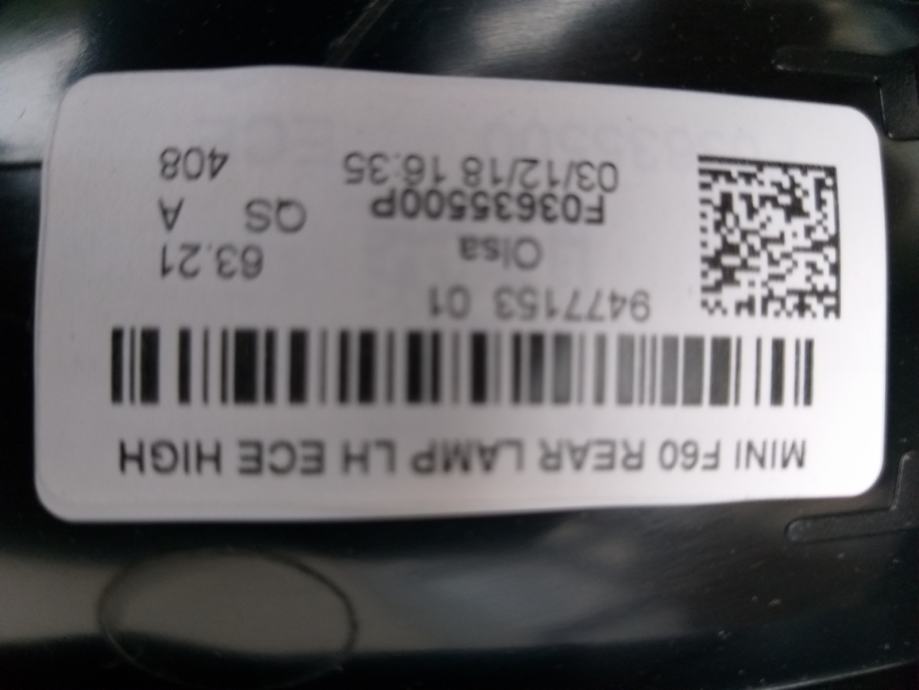 MINI F60 REAR LAMP LH ECE HIGH
9477153 01
Olsa 63.21
F03635500P QS A
03/12/18 16:35 408